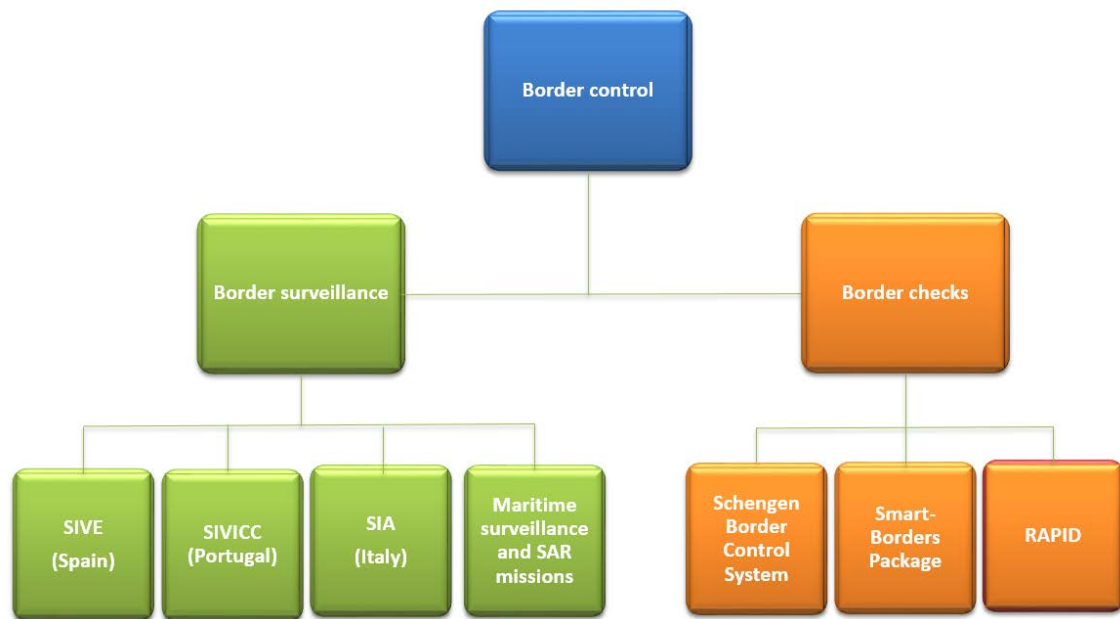 Border control
Border surveillance
Border checks
SIVE
(Spain)
SIVICC
(Portugal)
SIA
(Italy)
Maritime
surveillance
and SAR
missions
Schengen
Border
Control
System
Smart-
Borders
Package
RAPID